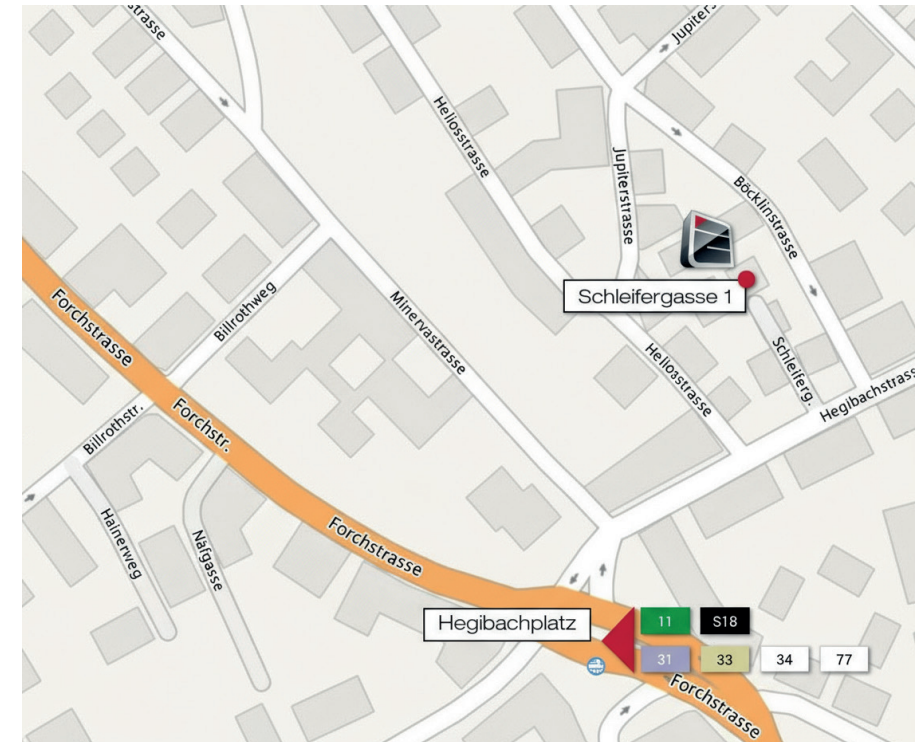 strasse
Jupiters
Heliosstrasse
Jupiterstrasse
Böcklinstrasse
Schleifergasse 1
Billrothweg
Minervastrasse
Forchstrasse
Heliosstrasse
Schleiferg.
Hegibachstrass
Billrothstr.
Forchstr.
Hainerweg
Näfgasse
Forchstrasse
Hegibachplatz
11
S18
31
33
34
77
Forchstrasse